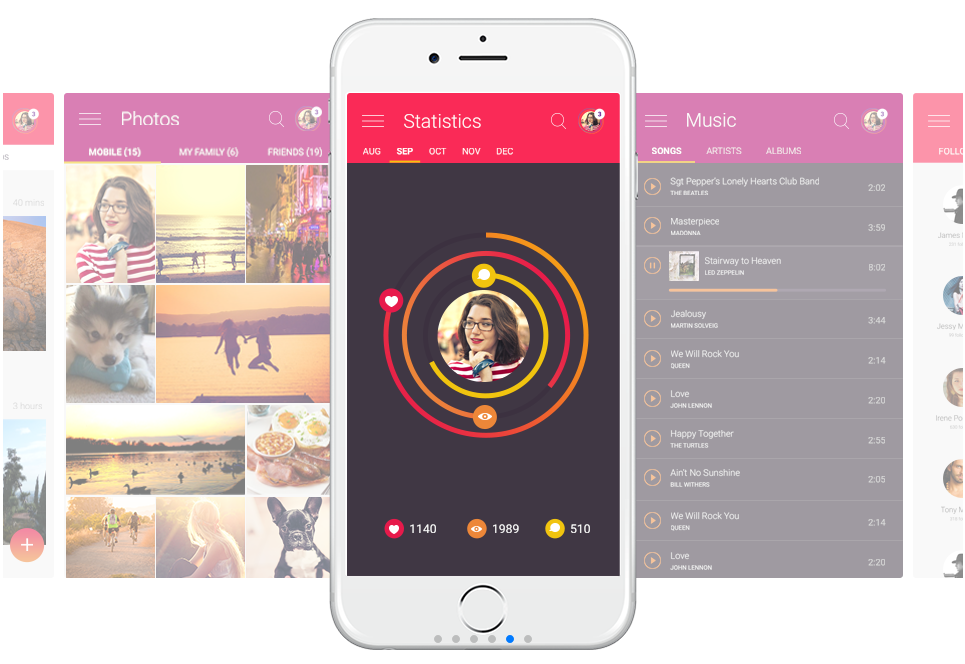 3
40 mins
3 hours
Photos
3
MOBILE (15) MY FAMILY (6) FRIENDS (19)
Statistics
3
AUG SEP OCT NOV DEC
1140 1989 510
Music
3
SONGS ARTISTS ALBUMS
Sgt Pepper's Lonely Hearts Club Band
THE BEATLES
2:02
Masterpiece
MADONNA
3:59
Stairway to Heaven
LED ZEPPELIN
8:02
Jealousy
MARTIN SOLVEIG
3:44
We Will Rock You
QUEEN
2:14
Love
JOHN LENNON
2:20
Happy Together
THE TURTLES
2:55
Ain't No Sunshine
BILL WITHERS
2:05
We Will Rock You
QUEEN
2:14
Love
JOHN LENNON
2:20
FOLLO
James
Jessy M
Irene Po
Tony M